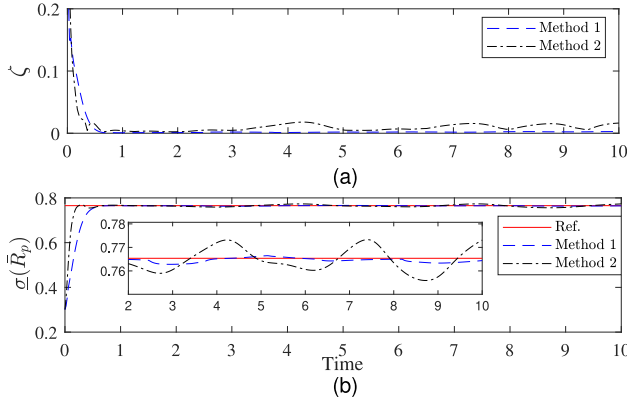 0.2
0.1
0
ζ
Method 1
Method 2
0 1 2 3 4 5 6 7 8 9 10
(a)
0.8
0.6
0.4
0.2
σ(R̄ₚ)
Ref.
Method 1
Method 2
0.78
0.77
0.76
2 3 4 5 6 7 8 9 10
0 1 2 3 4 5 6 7 8 9 10
Time
(b)